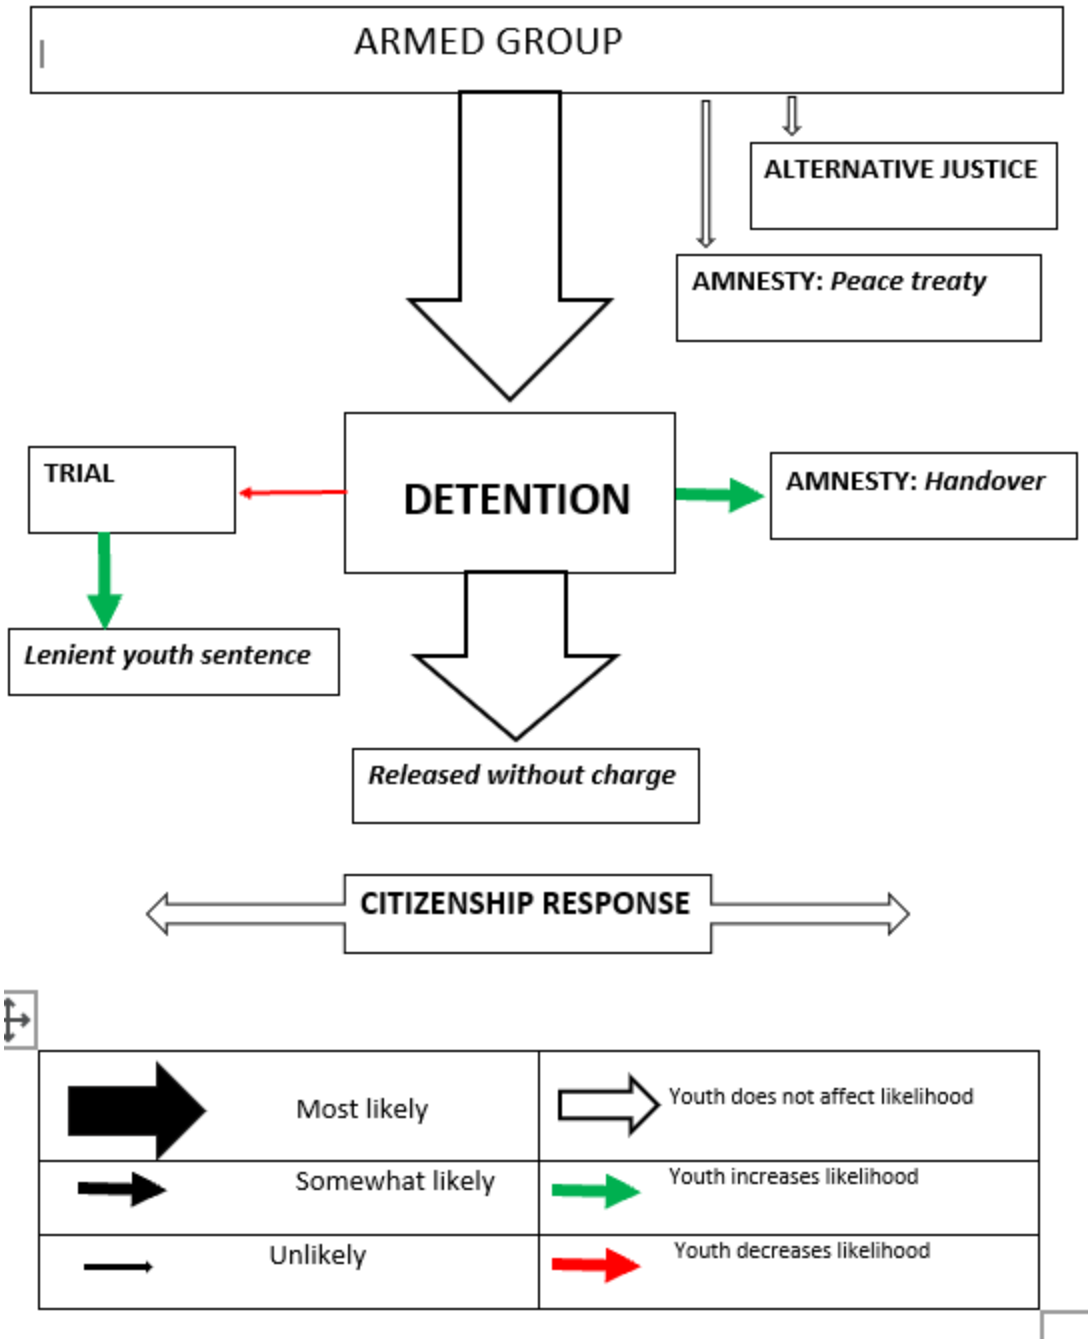 ARMED GROUP
ALTERNATIVE JUSTICE
AMNESTY: Peace treaty
TRIAL
DETENTION
AMNESTY: Handover
Lenient youth sentence
Released without charge
CITIZENSHIP RESPONSE
Most likely
Youth does not affect likelihood
Somewhat likely
Youth increases likelihood
Unlikely
Youth decreases likelihood